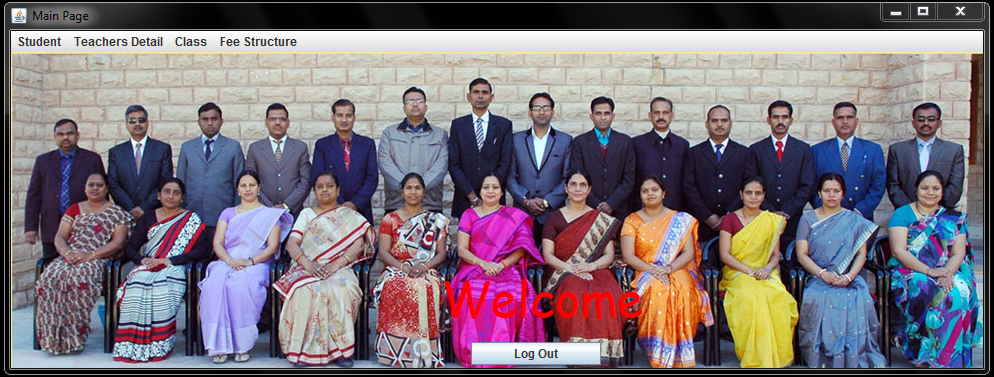 Main Page
Student Teachers Detail Class Fee Structure
Welcome
Log Out